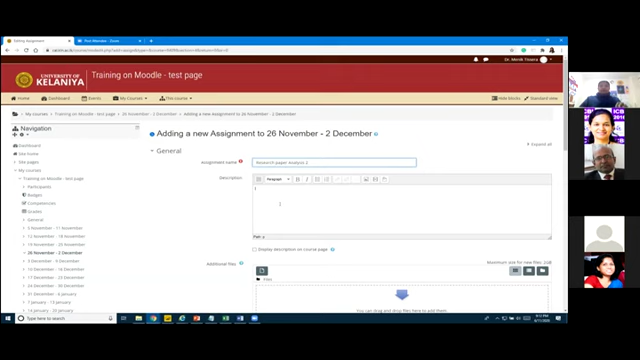 Editing Assignment
Post Attendee - Zoom
UNIVERSITY OF
KELANIYA
Training on Moodle - test page
Home
Dashboard
Events
My Courses
This course
Hide blocks
Standard view
My courses
Training on Moodle - test page
26 November - 2 December
Adding a new Assignment to 26 November - 2 December
Navigation
Dashboard
Site home
Site pages
My courses
Training on Moodle - test page
Participants
Badges
Competencies
Grades
General
5 November - 11 November
12 November - 18 November
19 November - 25 November
26 November - 2 December
3 December - 9 December
10 December - 16 December
17 December - 23 December
24 December - 30 December
31 December - 6 January
7 January - 13 January
Adding a new Assignment to 26 November - 2 December
Expand all
General
Assignment name
Research paper Analysis 2
Description
Paragraph
B
I
Path: p
Display description on course page
Additional files
Maximum size for new files: 2GB
Files
You can drag and drop files here to add them.
Type here to search